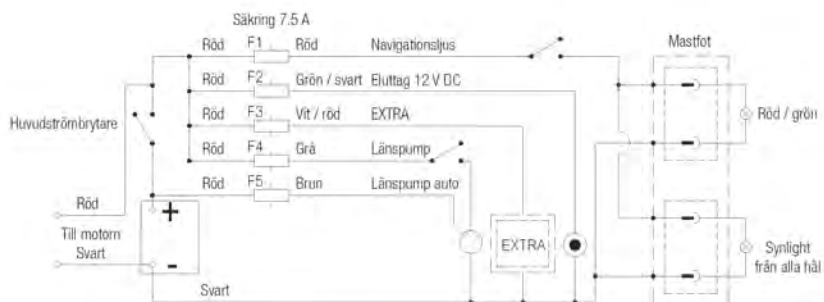 Säkring 7.5 A
Mastfot
Röd F1 Röd Navigationsljus
Röd F2 Grön / svart Eluttag 12 V DC
Röd F3 Vit / röd EXTRA
Röd F4 Grå Länspump
Röd F5 Brun Länspump auto
Huvudströmbrytare
Röd / grön
Röd
+
Till motorn
Svart
-
EXTRA
Synlight
från alla hål
Svart